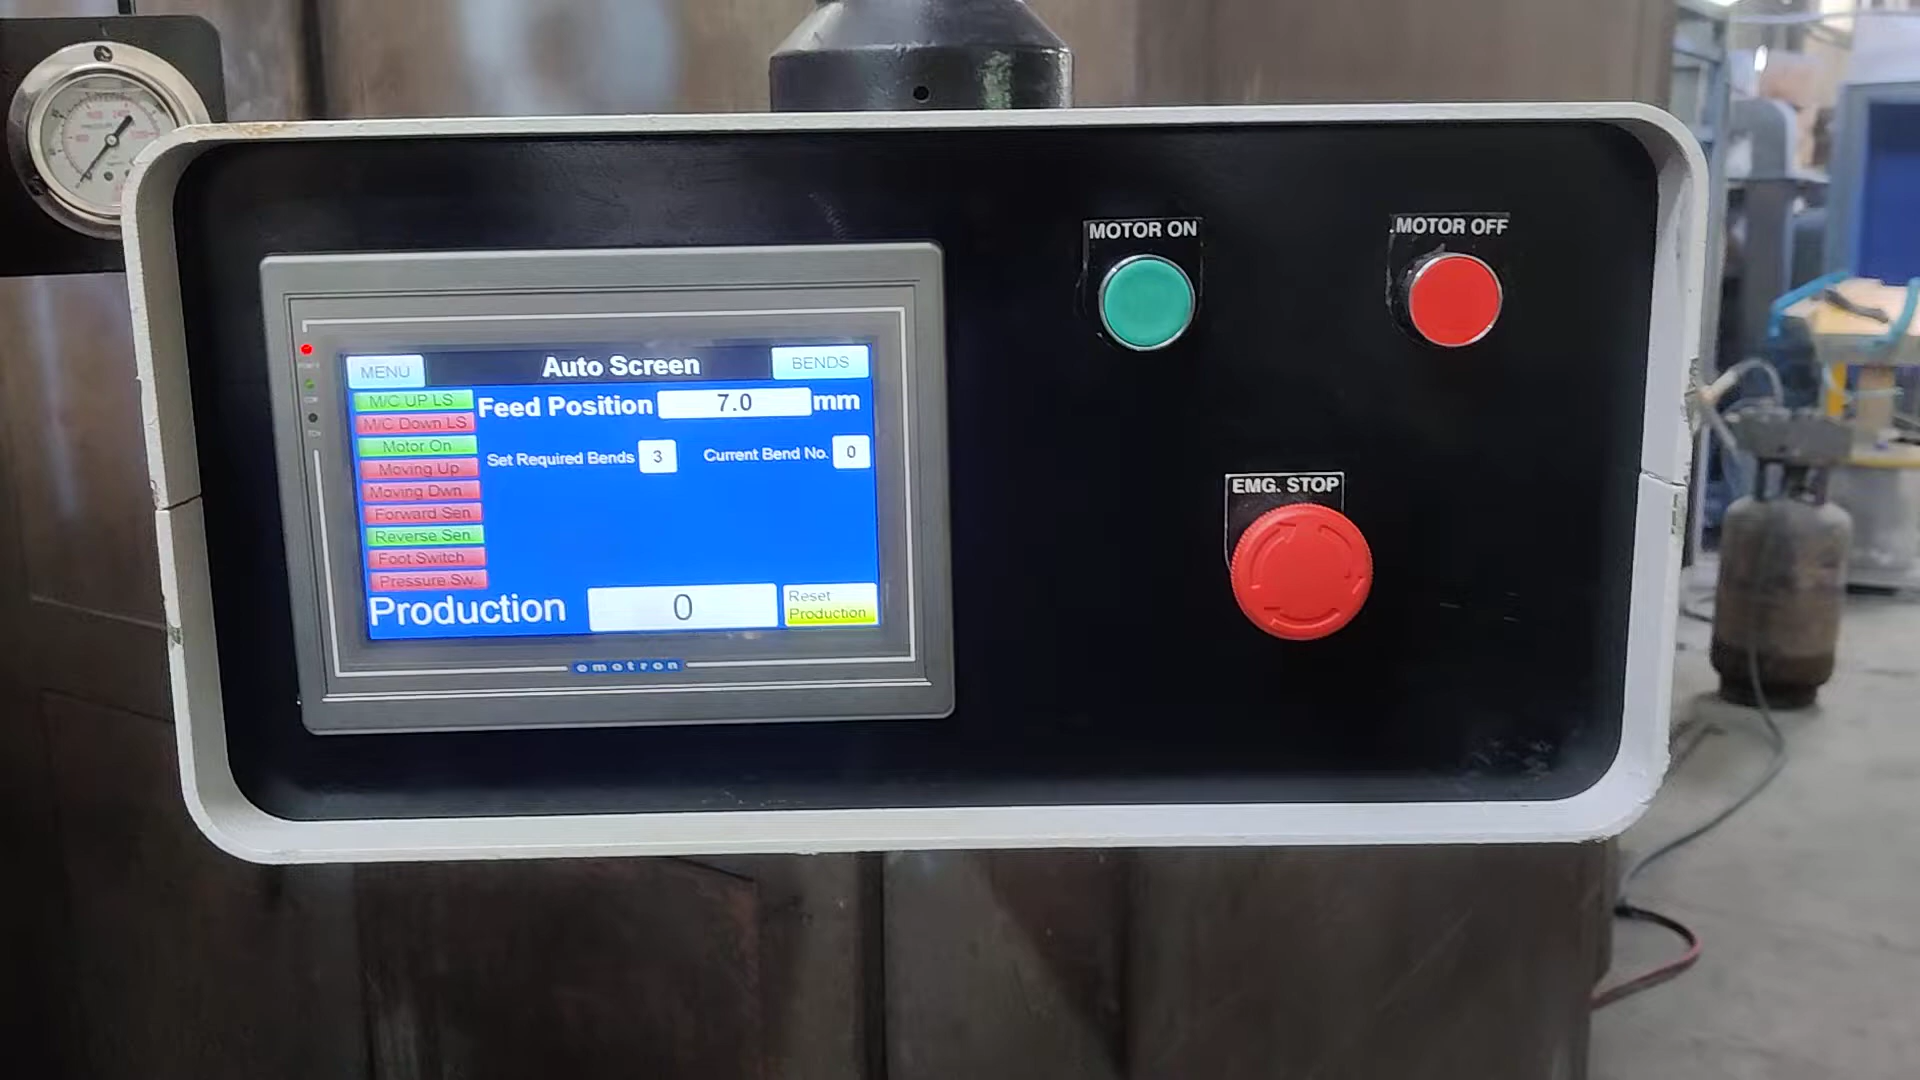 MOTOR ON
.MOTOR OFF
MENU
Auto Screen
BENDS
M/C UP LS
Feed Position
7.0
mm
M/C Down LS
Motor On
Set Required Bends
3
Current Bend No.
0
Moving Up
Moving Dwn
Forward Sen
Reverse Sen
Foot Switch
Pressure Sw.
Production
0
Reset
Production
emotron
EMG. STOP